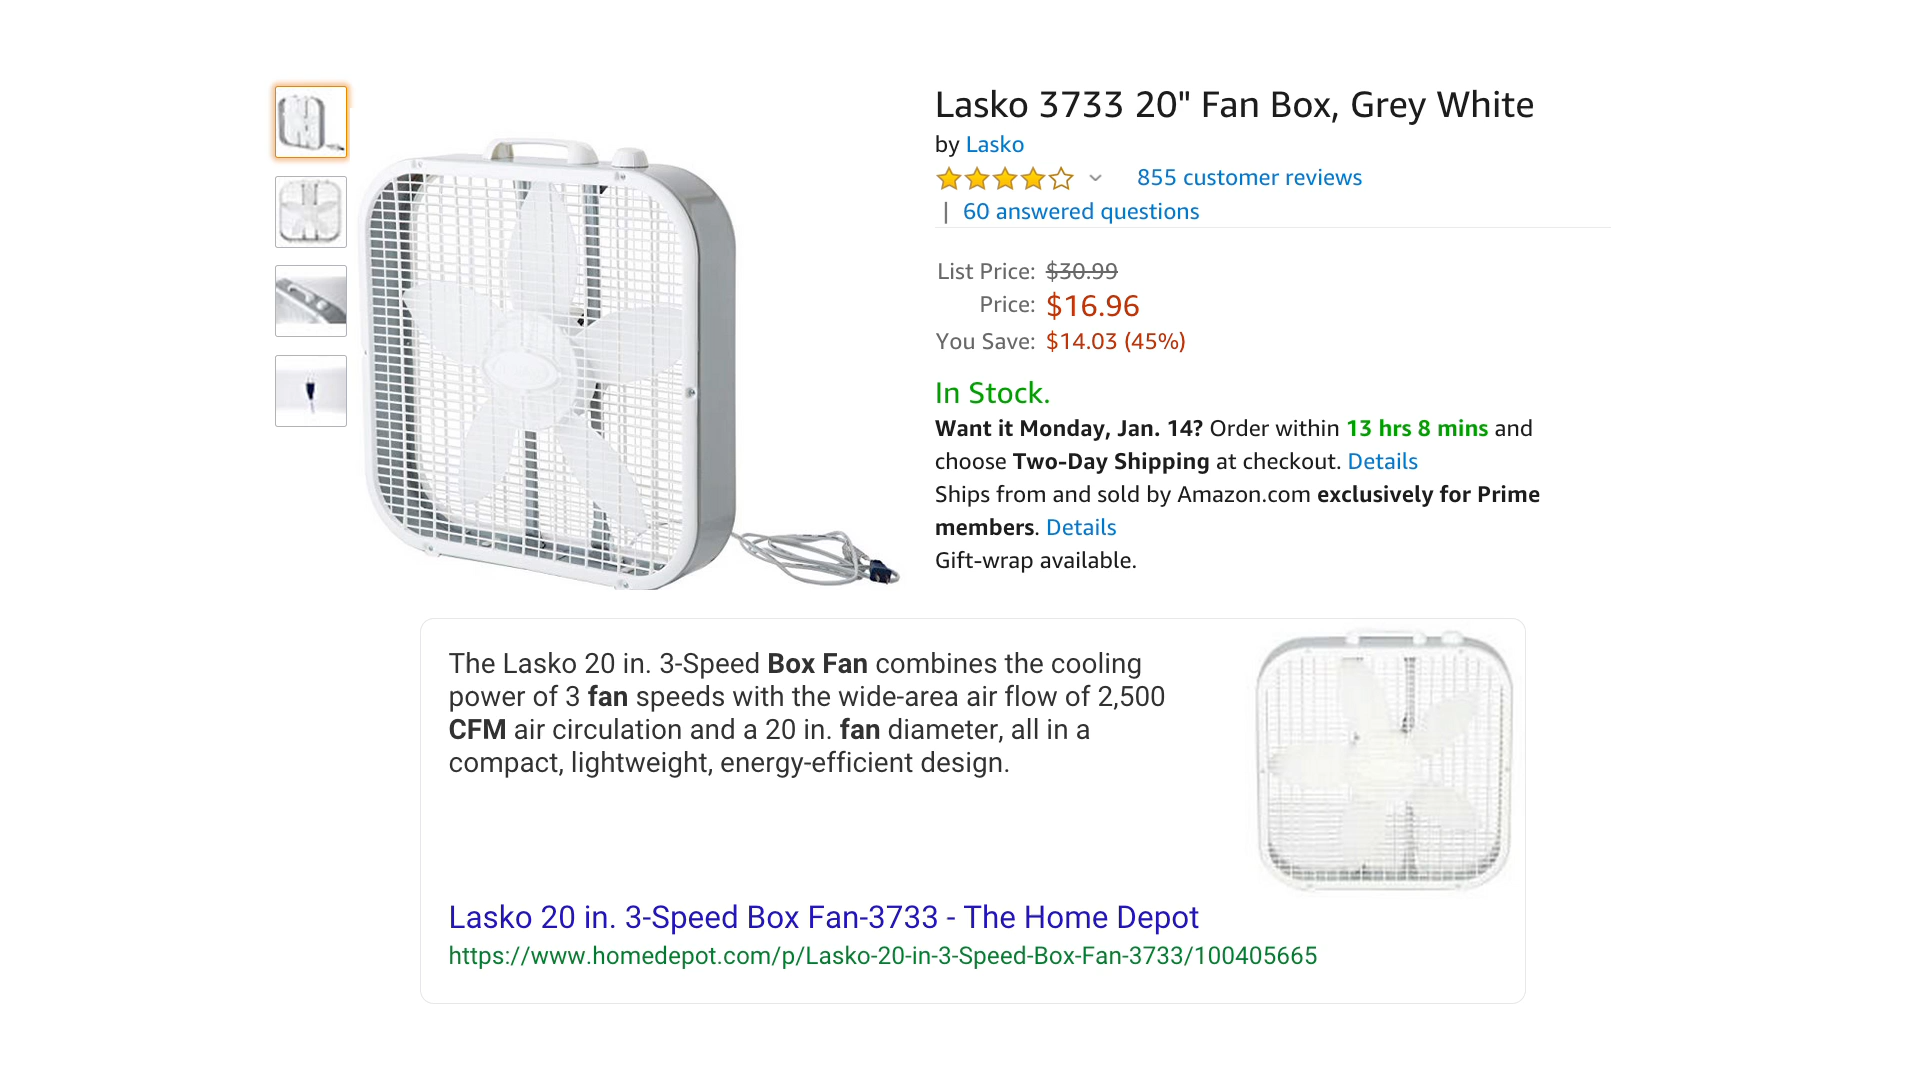 Lasko 3733 20" Fan Box, Grey White
by Lasko
855 customer reviews
| 60 answered questions
List Price: $30.99
Price: $16.96
You Save: $14.03 (45%)
In Stock.
Want it Monday, Jan. 14? Order within 13 hrs 8 mins and
choose Two-Day Shipping at checkout. Details
Ships from and sold by Amazon.com exclusively for Prime
members. Details
Gift-wrap available.
The Lasko 20 in. 3-Speed Box Fan combines the cooling
power of 3 fan speeds with the wide-area air flow of 2,500
CFM air circulation and a 20 in. fan diameter, all in a
compact, lightweight, energy-efficient design.
Lasko 20 in. 3-Speed Box Fan-3733 - The Home Depot
https://www.homedepot.com/p/Lasko-20-in-3-Speed-Box-Fan-3733/100405665